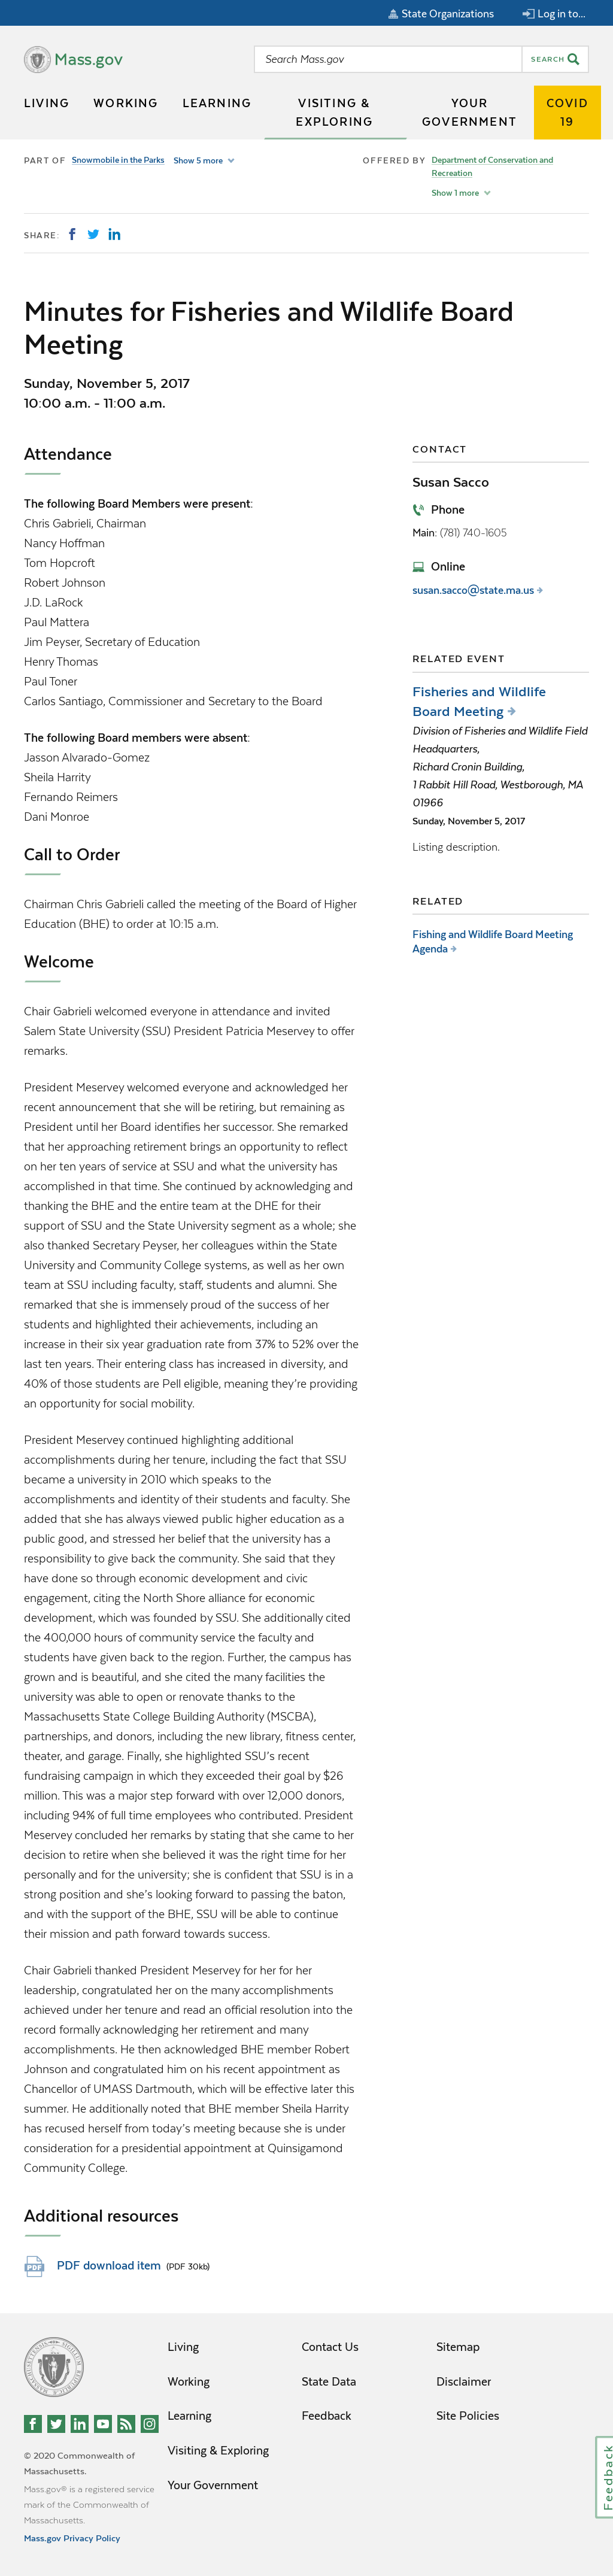 State Organizations
Log in to...
Mass.gov
Search Mass.gov
SEARCH
LIVING
WORKING
LEARNING
VISITING &
EXPLORING
YOUR
GOVERNMENT
COVID
19
PART OF
Snowmobile in the Parks
Show 5 more
OFFERED BY
Department of Conservation and
Recreation
Show 1 more
SHARE:
Minutes for Fisheries and Wildlife Board
Meeting
Sunday, November 5, 2017
10:00 a.m. - 11:00 a.m.
Attendance
The following Board Members were present:
Chris Gabrieli, Chairman
Nancy Hoffman
Tom Hopcroft
Robert Johnson
J.D. LaRock
Paul Mattera
Jim Peyser, Secretary of Education
Henry Thomas
Paul Toner
Carlos Santiago, Commissioner and Secretary to the Board
The following Board members were absent:
Jasson Alvarado-Gomez
Sheila Harrity
Fernando Reimers
Dani Monroe
Call to Order
Chairman Chris Gabrieli called the meeting of the Board of Higher
Education (BHE) to order at 10:15 a.m.
Welcome
Chair Gabrieli welcomed everyone in attendance and invited
Salem State University (SSU) President Patricia Meservey to offer
remarks.
President Meservey welcomed everyone and acknowledged her
recent announcement that she will be retiring, but remaining as
President until her Board identifies her successor. She remarked
that her approaching retirement brings an opportunity to reflect
on her ten years of service at SSU and what the university has
accomplished in that time. She continued by acknowledging and
thanking the BHE and the entire team at the DHE for their
support of SSU and the State University segment as a whole; she
also thanked Secretary Peyser, her colleagues within the State
University and Community College systems, as well as her own
team at SSU including faculty, staff, students and alumni. She
remarked that she is immensely proud of the success of her
students and highlighted their achievements, including an
increase in their six year graduation rate from 37% to 52% over the
last ten years. Their entering class has increased in diversity, and
40% of those students are Pell eligible, meaning they're providing
an opportunity for social mobility.
President Meservey continued highlighting additional
accomplishments during her tenure, including the fact that SSU
became a university in 2010 which speaks to the
accomplishments and identity of their students and faculty. She
added that she has always viewed public higher education as a
public good, and stressed her belief that the university has a
responsibility to give back the community. She said that they
have done so through economic development and civic
engagement, citing the North Shore alliance for economic
development, which was founded by SSU. She additionally cited
the 400,000 hours of community service the faculty and
students have given back to the region. Further, the campus has
grown and is beautiful, and she cited the many facilities the
university was able to open or renovate thanks to the
Massachusetts State College Building Authority (MSCBA),
partnerships, and donors, including the new library, fitness center,
theater, and garage. Finally, she highlighted SSU's recent
fundraising campaign in which they exceeded their goal by $26
million. This was a major step forward with over 12,000 donors,
including 94% of full time employees who contributed. President
Meservey concluded her remarks by stating that she came to her
decision to retire when she believed it was the right time for her
personally and for the university; she is confident that SSU is in a
strong position and she's looking forward to passing the baton,
and with the support of the BHE, SSU will be able to continue
their mission and path forward towards success.
Chair Gabrieli thanked President Meservey for her for her
leadership, congratulated her on the many accomplishments
achieved under her tenure and read an official resolution into the
record formally acknowledging her retirement and many
accomplishments. He then acknowledged BHE member Robert
Johnson and congratulated him on his recent appointment as
Chancellor of UMASS Dartmouth, which will be effective later this
summer. He additionally noted that BHE member Sheila Harrity
has recused herself from today's meeting because she is under
consideration for a presidential appointment at Quinsigamond
Community College.
Additional resources
PDF
PDF download item (PDF 30kb)
CONTACT
Susan Sacco
Phone
Main: (781) 740-1605
Online
susan.sacco@state.ma.us
RELATED EVENT
Fisheries and Wildlife
Board Meeting
Division of Fisheries and Wildlife Field
Headquarters,
Richard Cronin Building,
1 Rabbit Hill Road, Westborough, MA
01966
Sunday, November 5, 2017
Listing description.
RELATED
Fishing and Wildlife Board Meeting
Agenda
Living
Working
Learning
Visiting & Exploring
Your Government
Contact Us
State Data
Feedback
Sitemap
Disclaimer
Site Policies
© 2020 Commonwealth of
Massachusetts.
Mass.gov® is a registered service
mark of the Commonwealth of
Massachusetts.
Mass.gov Privacy Policy
Feedback